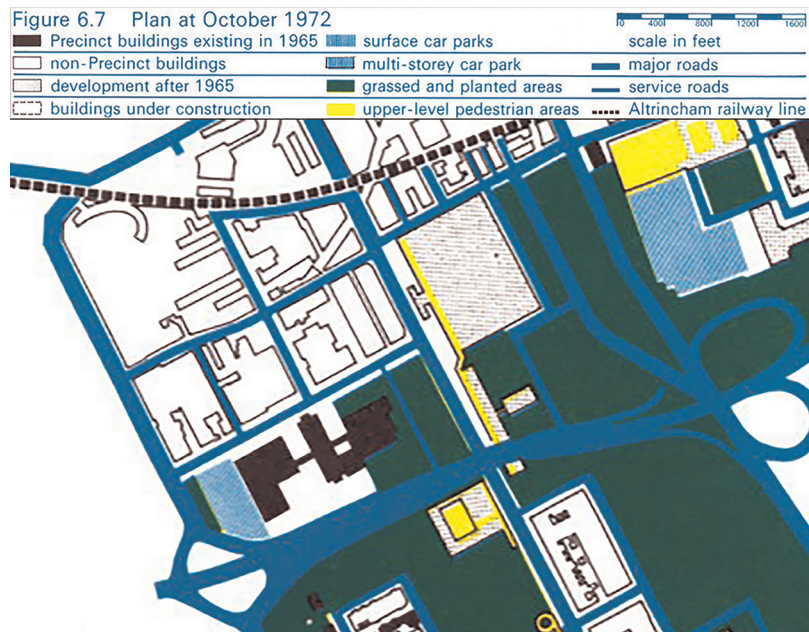 Figure 6.7 Plan at October 1972
0 400 800 1200 1600
Precinct buildings existing in 1965 surface car parks scale in feet
non-Precinct buildings multi-storey car park major roads
development after 1965 grassed and planted areas service roads
buildings under construction upper-level pedestrian areas Altrincham railway line